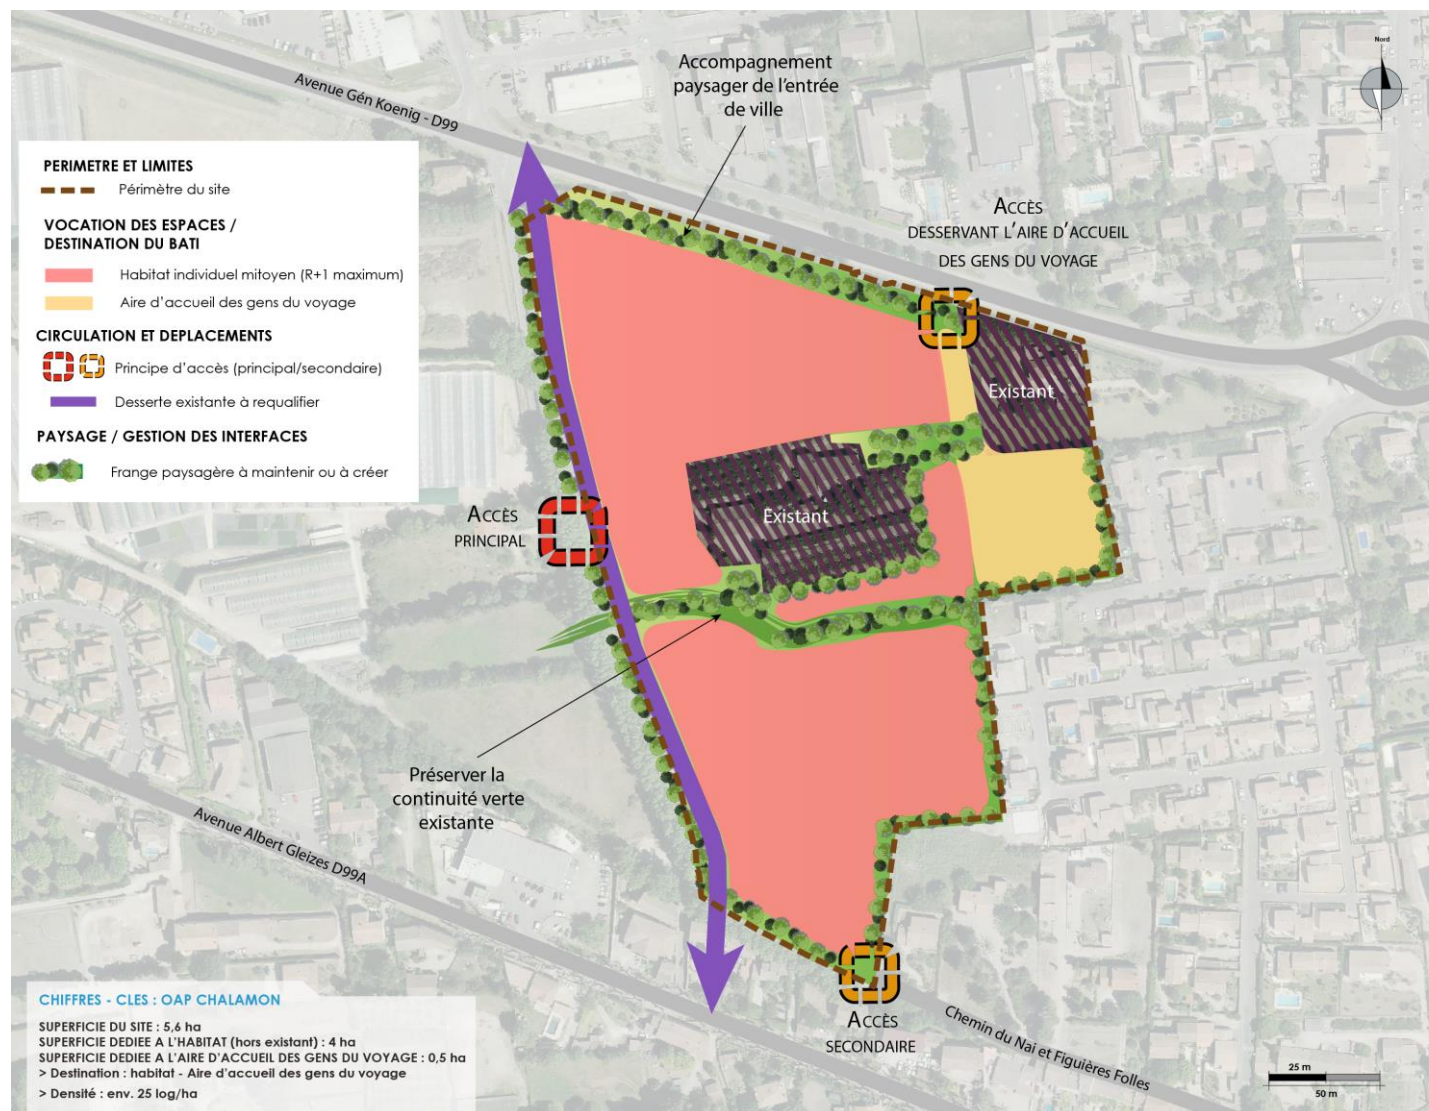 Nord
Avenue Gén Koenig - D99
Accompagnement
paysager de l'entrée
de ville
PERIMETRE ET LIMITES
Périmètre du site
VOCATION DES ESPACES /
DESTINATION DU BATI
Habitat individuel mitoyen (R+1 maximum)
Aire d'accueil des gens du voyage
CIRCULATION ET DEPLACEMENTS
Principe d'accès (principal/secondaire)
Desserte existante à requalifier
PAYSAGE / GESTION DES INTERFACES
Frange paysagère à maintenir ou à créer
ACCÈS
DESSERVANT L'AIRE D'ACCUEIL
DES GENS DU VOYAGE
Existant
Existant
ACCÈS
PRINCIPAL
Préserver la
continuité verte
existante
Avenue Albert Gleizes D99A
ACCÈS
SECONDAIRE
Chemin du Nai et Figuières Folles
CHIFFRES - CLES : OAP CHALAMON
SUPERFICIE DU SITE : 5,6 ha
SUPERFICIE DEDIEE A L'HABITAT (hors existant) : 4 ha
SUPERFICIE DEDIEE A L'AIRE D'ACCUEIL DES GENS DU VOYAGE : 0,5 ha
> Destination : habitat - Aire d'accueil des gens du voyage
> Densité : env. 25 log/ha
25 m
50 m